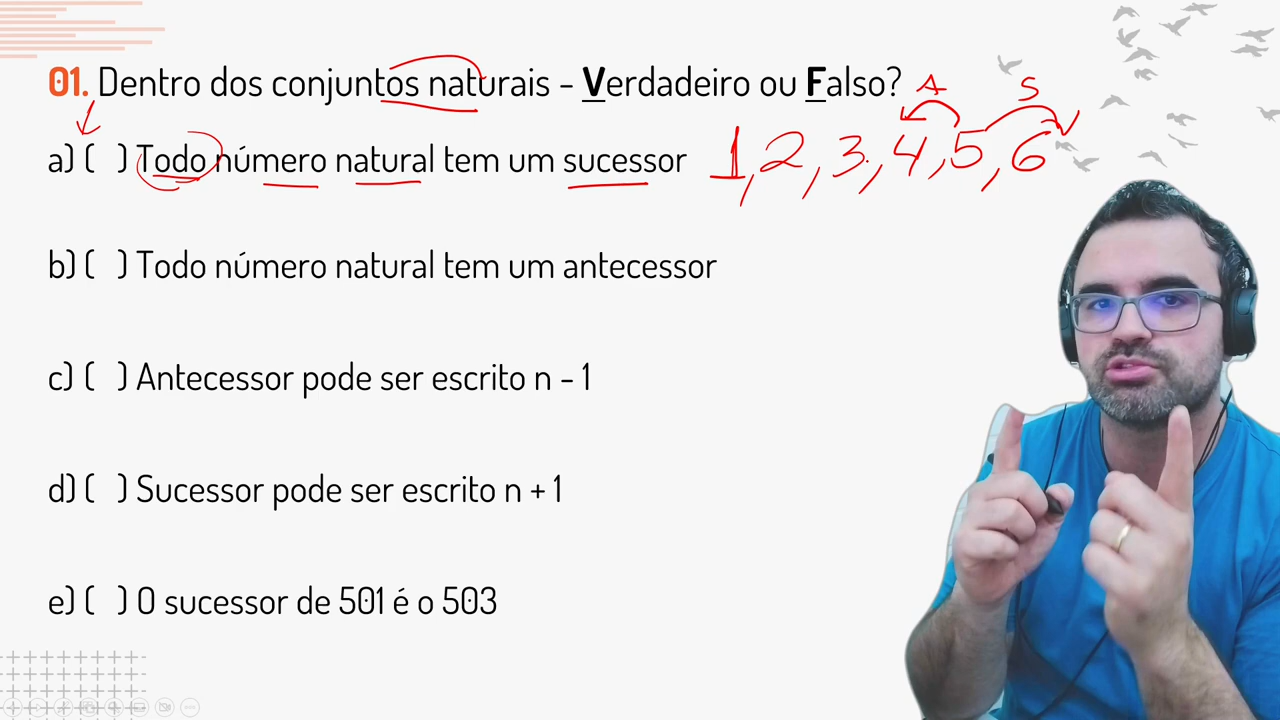 01. Dentro dos conjuntos naturais - Verdadeiro ou Falso?
A S
a) ( ) Todo número natural tem um sucessor 1, 2, 3, 4, 5, 6
b) ( ) Todo número natural tem um antecessor
c) ( ) Antecessor pode ser escrito n - 1
d) ( ) Sucessor pode ser escrito n + 1
e) ( ) O sucessor de 501 é o 503